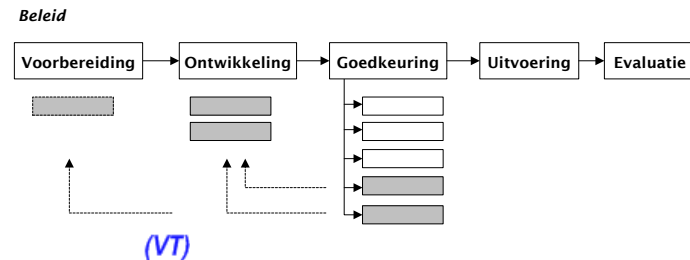 Beleid
Voorbereiding Ontwikkeling Goedkeuring Uitvoering Evaluatie
(VT)